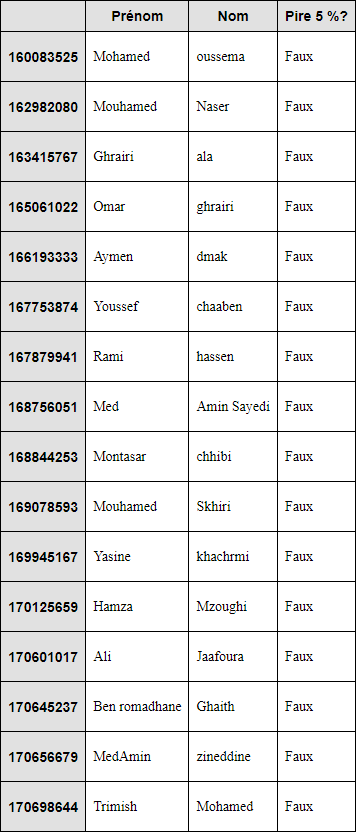 Prénom Nom Pire 5 %?
160083525 Mohamed oussema Faux
162982080 Mouhamed Naser Faux
163415767 Ghrairi ala Faux
165061022 Omar ghrairi Faux
166193333 Aymen dmak Faux
167753874 Youssef chaaben Faux
167879941 Rami hassen Faux
168756051 Med Amin Sayedi Faux
168844253 Montasar chhibi Faux
169078593 Mouhamed Skhiri Faux
169945167 Yasine khachrmi Faux
170125659 Hamza Mzoughi Faux
170601017 Ali Jaafoura Faux
170645237 Ben romadhane Ghaith Faux
170656679 MedAmin zineddine Faux
170698644 Trimish Mohamed Faux